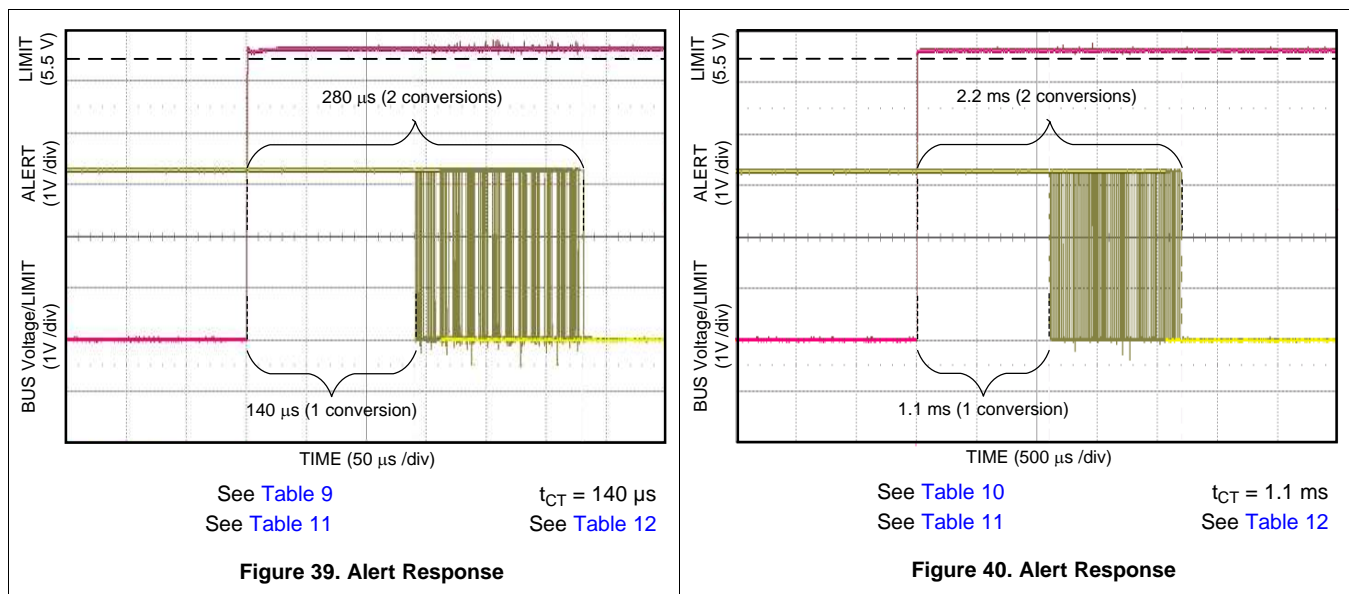 LIMIT
(5.5 V)
ALERT
(1V /div)
BUS Voltage/LIMIT
(1V /div)
280 µs (2 conversions)
140 µs (1 conversion)
TIME (50 µs /div)
See Table 9
t_CT = 140 µs
See Table 11
See Table 12
Figure 39. Alert Response
LIMIT
(5.5 V)
ALERT
(1V /div)
BUS Voltage/LIMIT
(1V /div)
2.2 ms (2 conversions)
1.1 ms (1 conversion)
TIME (500 µs /div)
See Table 10
t_CT = 1.1 ms
See Table 11
See Table 12
Figure 40. Alert Response